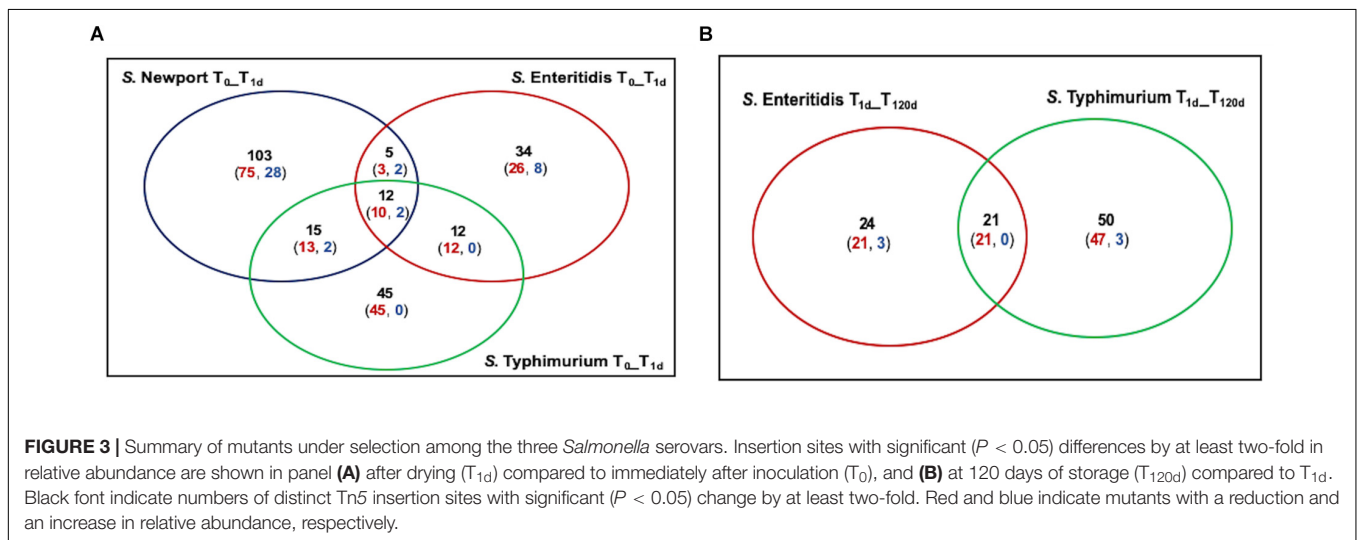 A
S. Newport T0_T1d
S. Enteritidis T0_T1d
103
(75, 28)
5
(3, 2)
34
(26, 8)
12
(10, 2)
15
(13, 2)
12
(12, 0)
45
(45, 0)
S. Typhimurium T0_T1d
B
S. Enteritidis T1d_T120d
S. Typhimurium T1d_T120d
24
(21, 3)
21
(21, 0)
50
(47, 3)
FIGURE 3 | Summary of mutants under selection among the three Salmonella serovars. Insertion sites with significant (P < 0.05) differences by at least two-fold in
relative abundance are shown in panel (A) after drying (T1d) compared to immediately after inoculation (T0), and (B) at 120 days of storage (T120d) compared to T1d.
Black font indicate numbers of distinct Tn5 insertion sites with significant (P < 0.05) change by at least two-fold. Red and blue indicate mutants with a reduction and
an increase in relative abundance, respectively.